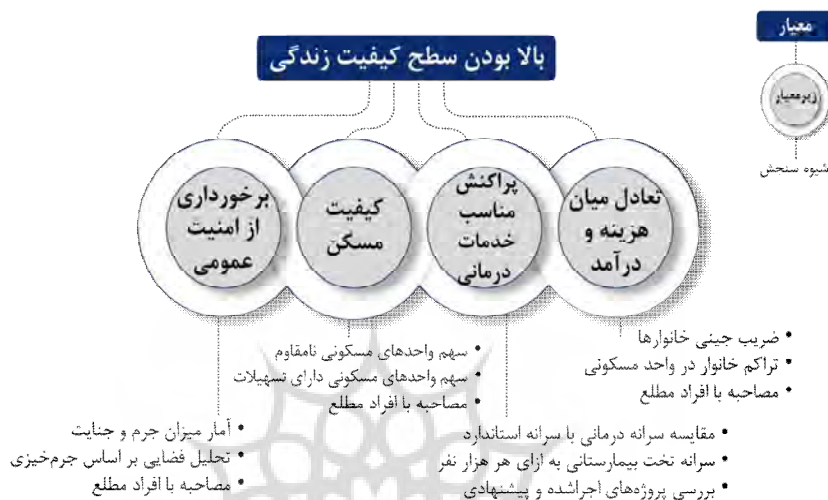 بالا بودن سطح کیفیت زندگی
معیار
زیرمعیار
شیوه سنجش
تعادل میان
هزینه و
درآمد
پراکنش
مناسب
خدمات
درمانی
کیفیت
مسکن
برخورداری
از امنیت
عمومی
• ضریب جینی خانوارها
• تراکم خانوار در واحد مسکونی
• مصاحبه با افراد مطلع
• مقایسه سرانه درمانی با سرانه استاندارد
• سرانه تخت بیمارستانی به ازای هر هزار نفر
• بررسی پروژه‌های اجراشده و پیشنهادی
• سهم واحدهای مسکونی نامقاوم
• سهم واحدهای مسکونی دارای تسهیلات
• مصاحبه با افراد مطلع
• آمار میزان جرم و جنایت
• تحلیل فضایی بر اساس جرم‌خیزی
• مصاحبه با افراد مطلع